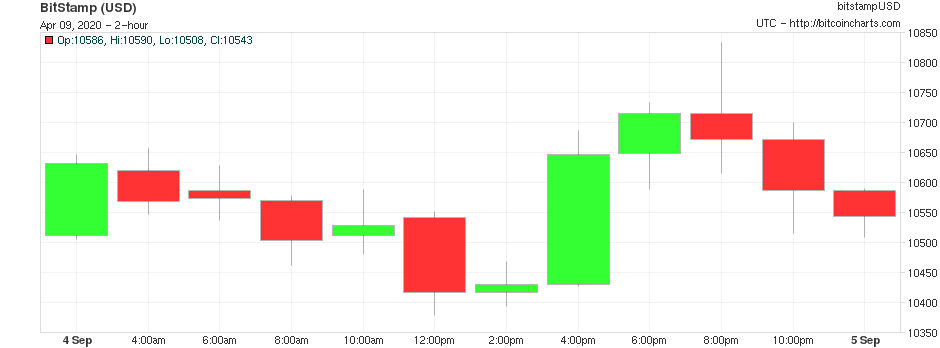 BitStamp (USD)
bitstampUSD
Apr 09, 2020 - 2-hour
UTC - http://bitcoincharts.com
Op:10586, Hi:10590, Lo:10508, Cl:10543
10850
10800
10750
10700
10650
10600
10550
10500
10450
10400
10350
4 Sep 4:00am 6:00am 8:00am 10:00am 12:00pm 2:00pm 4:00pm 6:00pm 8:00pm 10:00pm 5 Sep